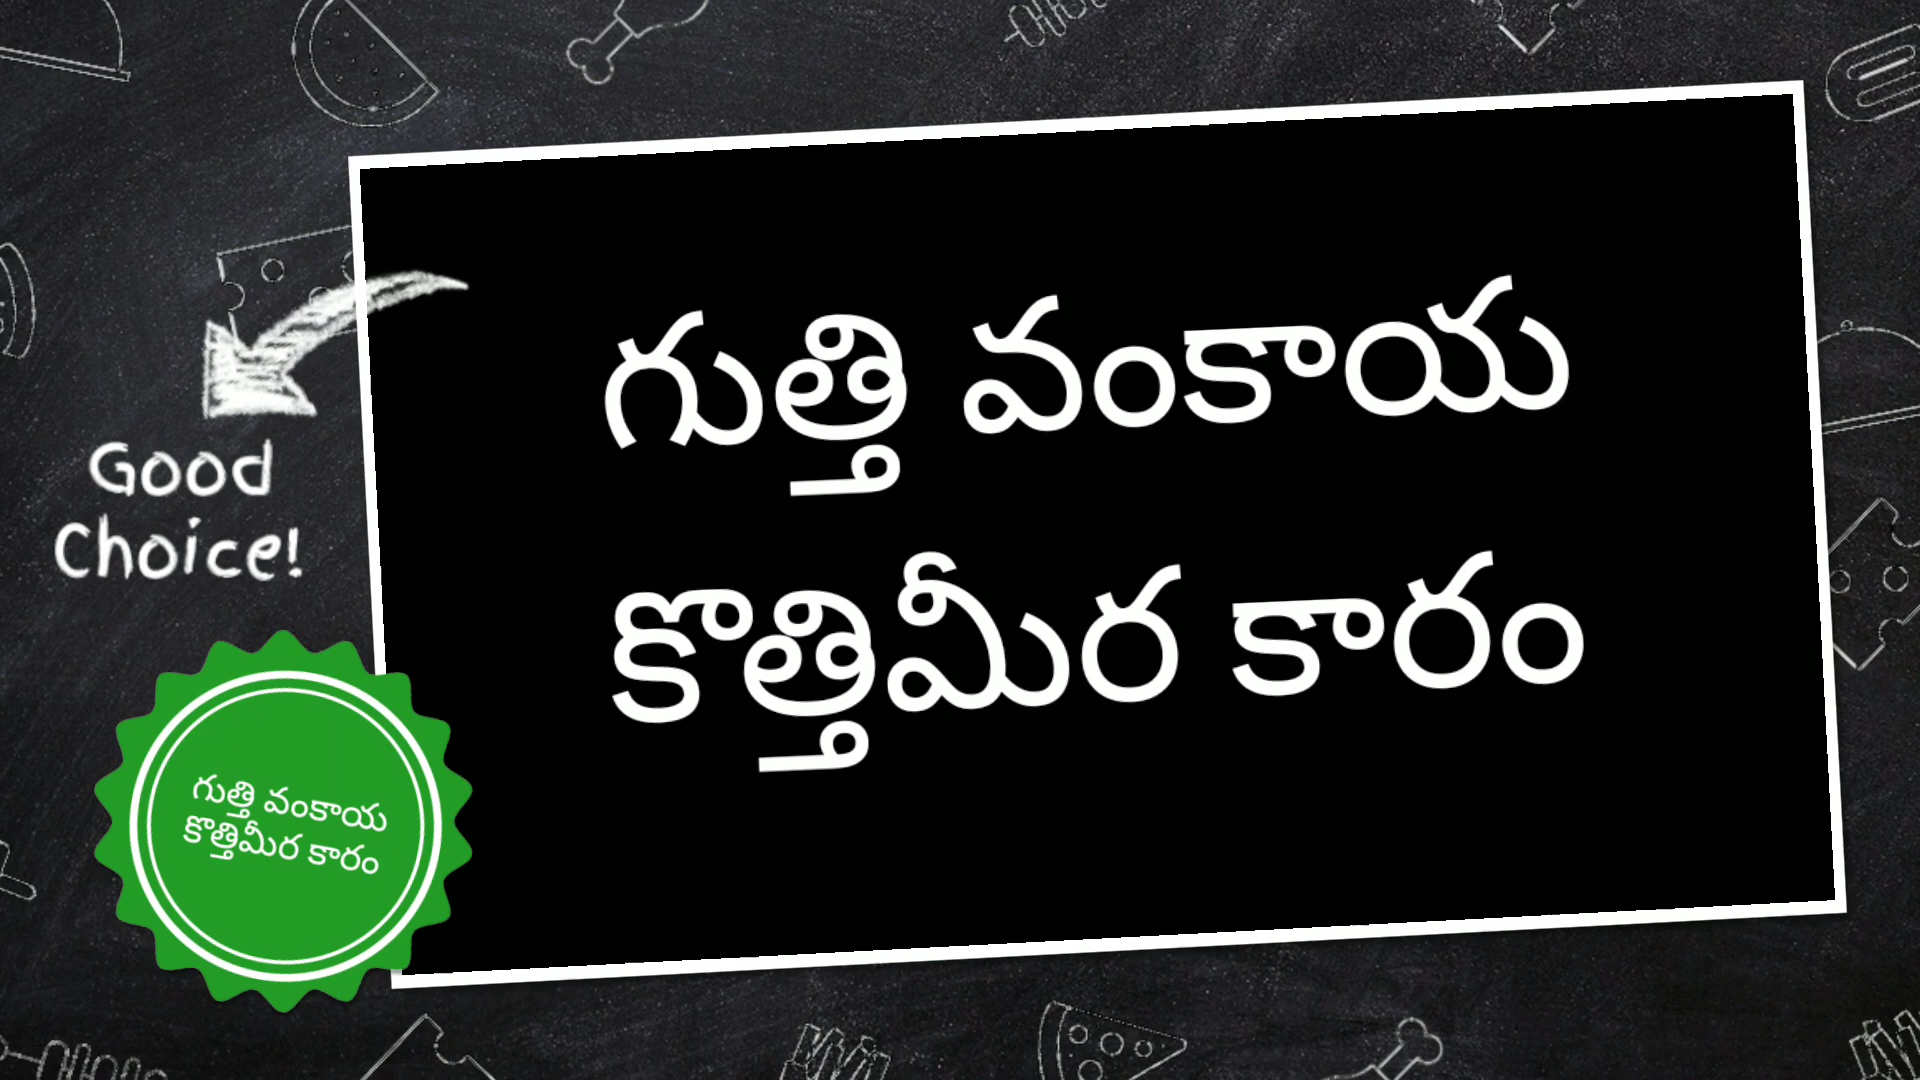 గుత్తి వంకాయ
కొత్తిమీర కారం
Good
Choice!
గుత్తి వంకాయ
కొత్తిమీర కారం